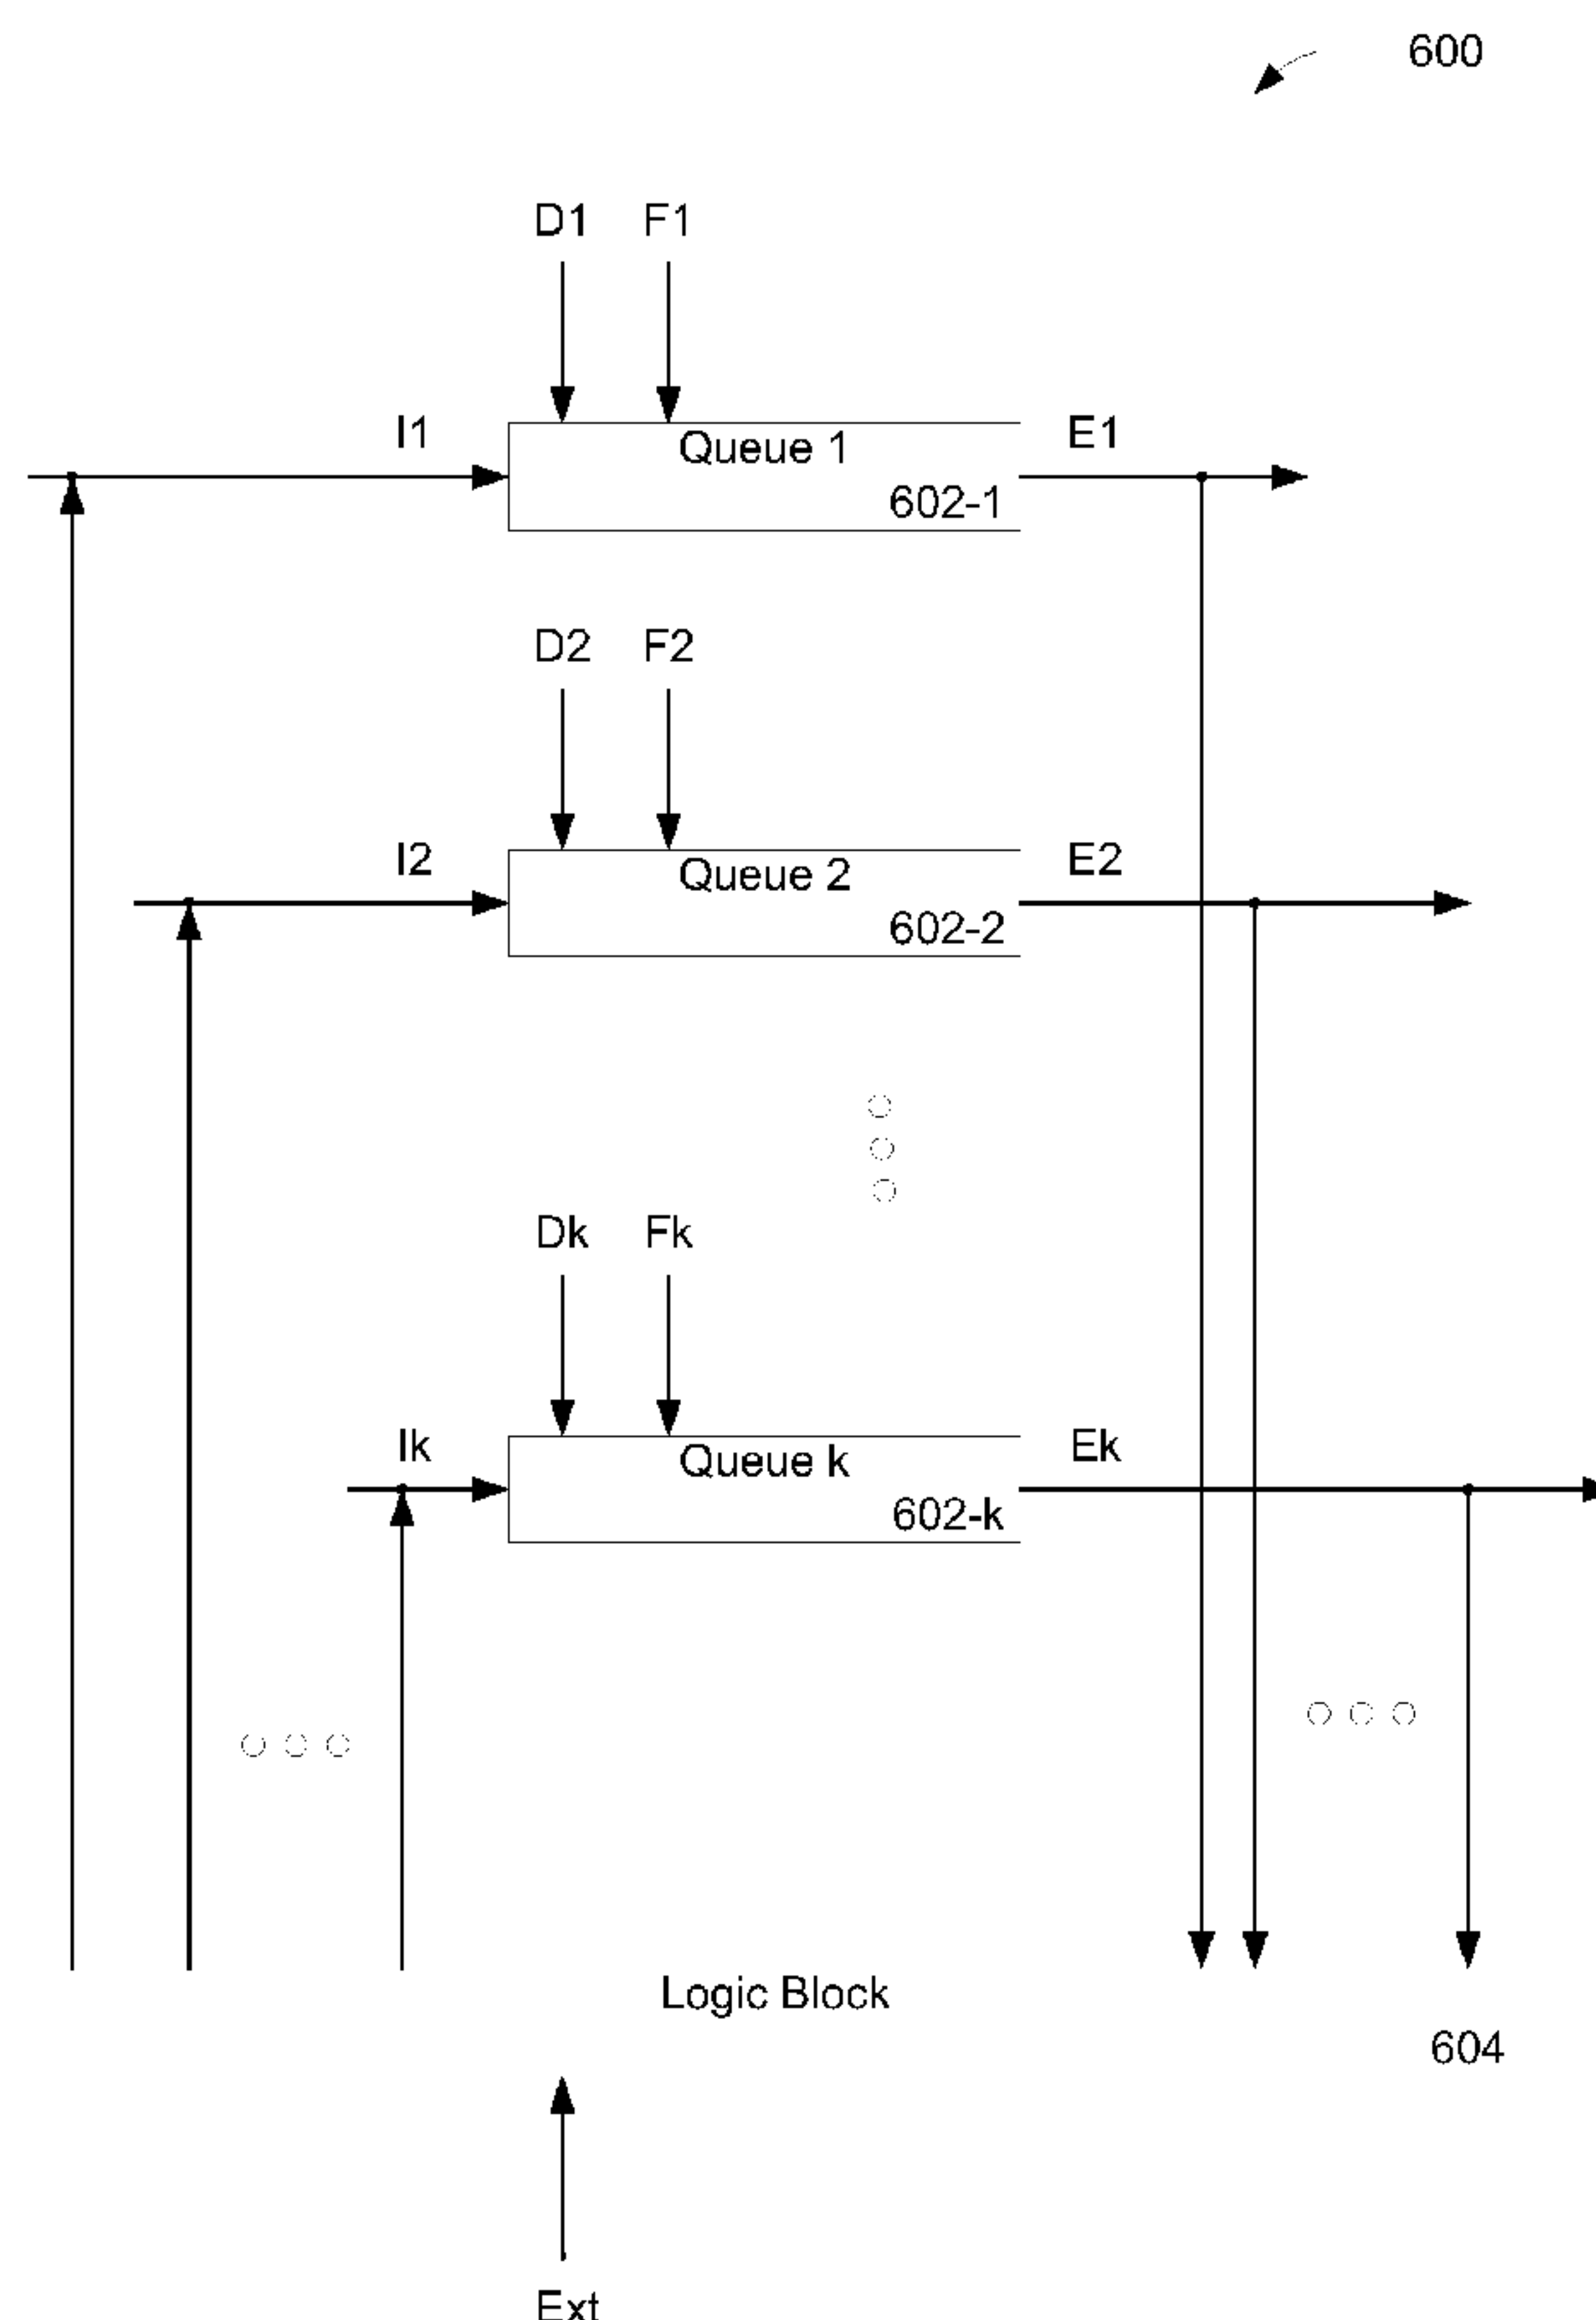 600
D1 F1
I1 Queue 1 E1
602-1
D2 F2
I2 Queue 2 E2
602-2
Dk Fk
Ik Queue k Ek
602-k
Logic Block
604
Ext